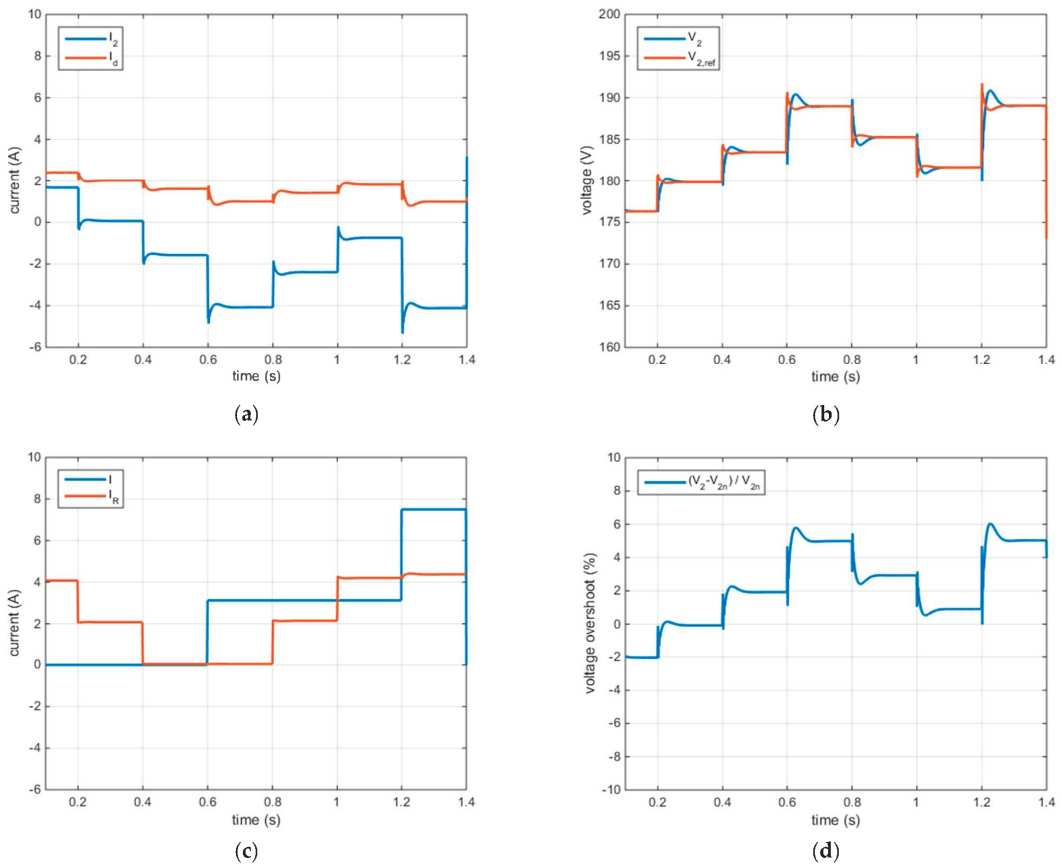 10
8
6
4
2
0
-2
-4
-6
0.2 0.4 0.6 0.8 1 1.2 1.4
current (A)
time (s)
I2
Id
(a)
200
195
190
185
180
175
170
165
160
0.2 0.4 0.6 0.8 1 1.2 1.4
voltage (V)
time (s)
V2
V2,ref
(b)
10
8
6
4
2
0
-2
-4
-6
0.2 0.4 0.6 0.8 1 1.2 1.4
current (A)
time (s)
I
IR
(c)
10
8
6
4
2
0
-2
-4
-6
-8
-10
0.2 0.4 0.6 0.8 1 1.2 1.4
voltage overshoot (%)
time (s)
(V2-V2n) / V2n
(d)